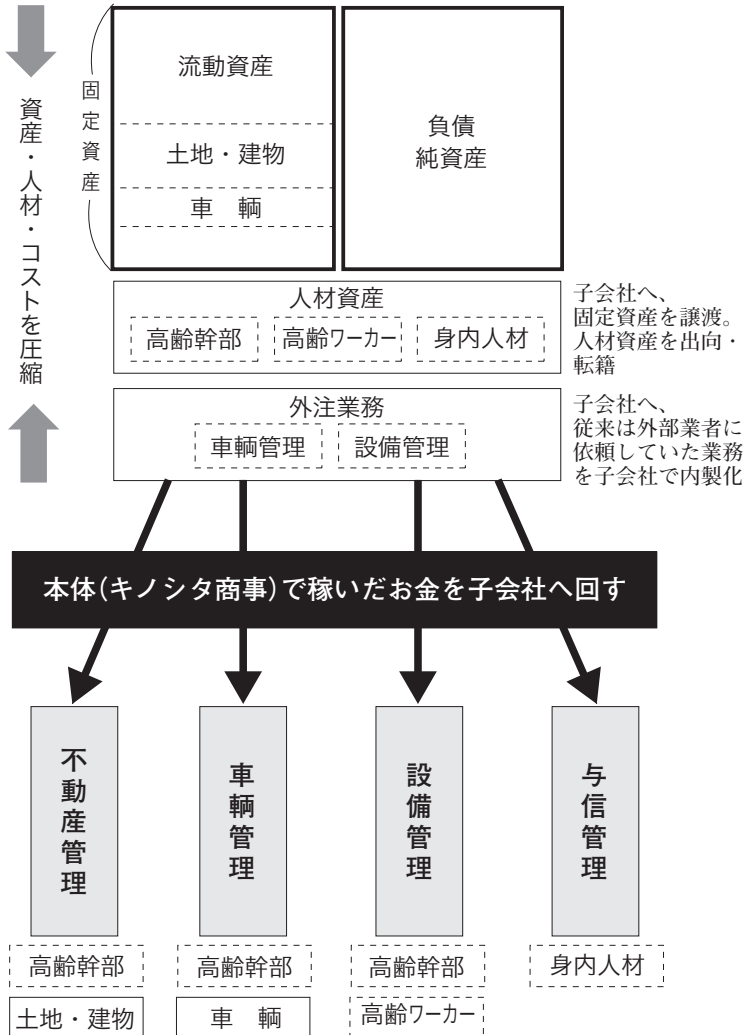 資産・人材・コストを圧縮
固定資産
流動資産
土地・建物
車　輌
負債
純資産
人材資産
高齢幹部
高齢ワーカー
身内人材
子会社へ、
固定資産を譲渡。
人材資産を出向・
転籍
外注業務
車輌管理
設備管理
子会社へ、
従来は外部業者に
依頼していた業務
を子会社で内製化
本体(キノシタ商事)で稼いだお金を子会社へ回す
不動産管理
車輌管理
設備管理
与信管理
高齢幹部
高齢幹部
高齢幹部
身内人材
土地・建物
車　輌
高齢ワーカー